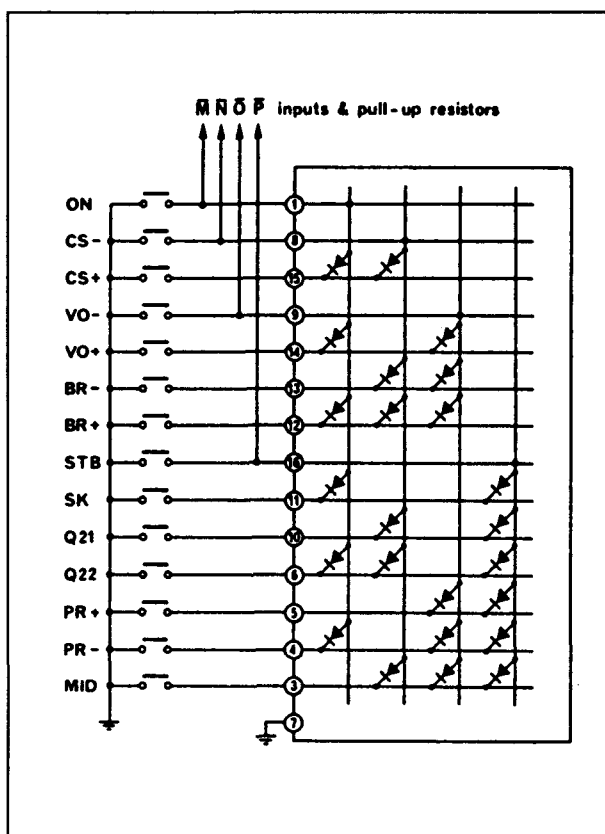 M̄ N̄ Ō P̄ inputs & pull-up resistors
ON 1
CS- 8
CS+ 15
VO- 9
VO+ 14
BR- 13
BR+ 12
STB 16
SK 11
Q21 10
Q22 6
PR+ 5
PR- 4
MiD 3
7